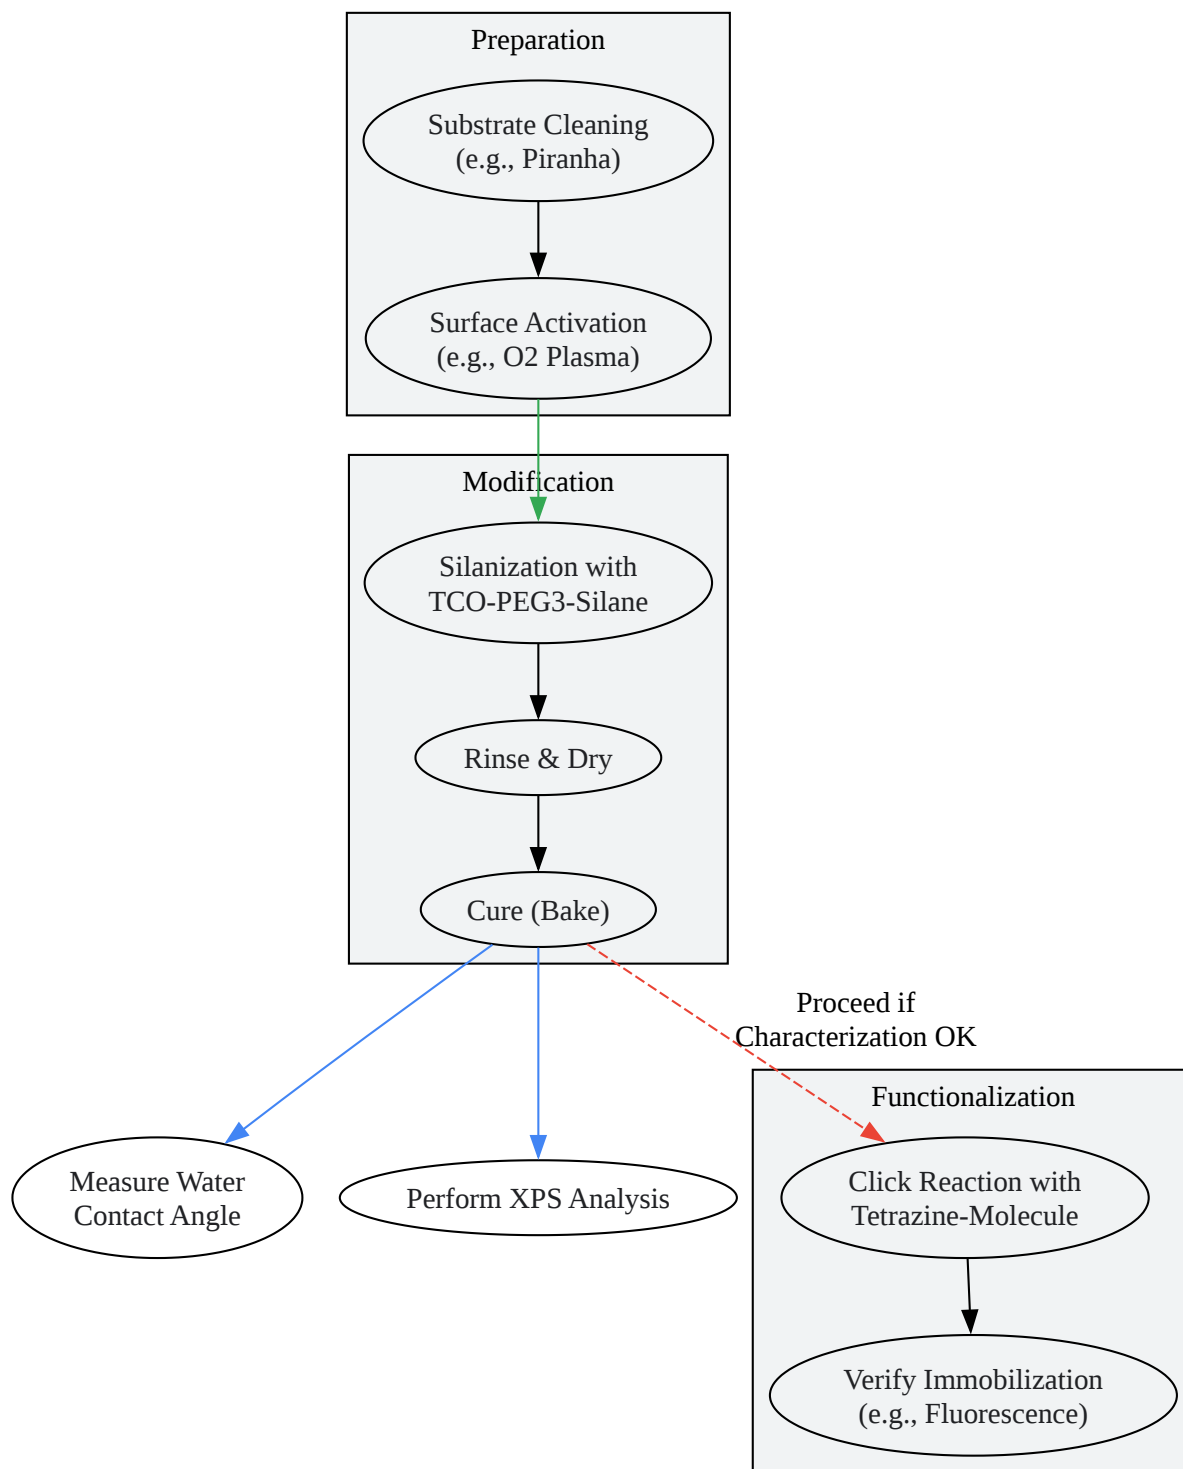 Preparation
Substrate Cleaning
(e.g., Piranha)
Surface Activation
(e.g., O2 Plasma)
Modification
Silanization with
TCO-PEG3-Silane
Rinse & Dry
Cure (Bake)
Proceed if
Characterization OK
Functionalization
Measure Water
Contact Angle
Perform XPS Analysis
Click Reaction with
Tetrazine-Molecule
Verify Immobilization
(e.g., Fluorescence)